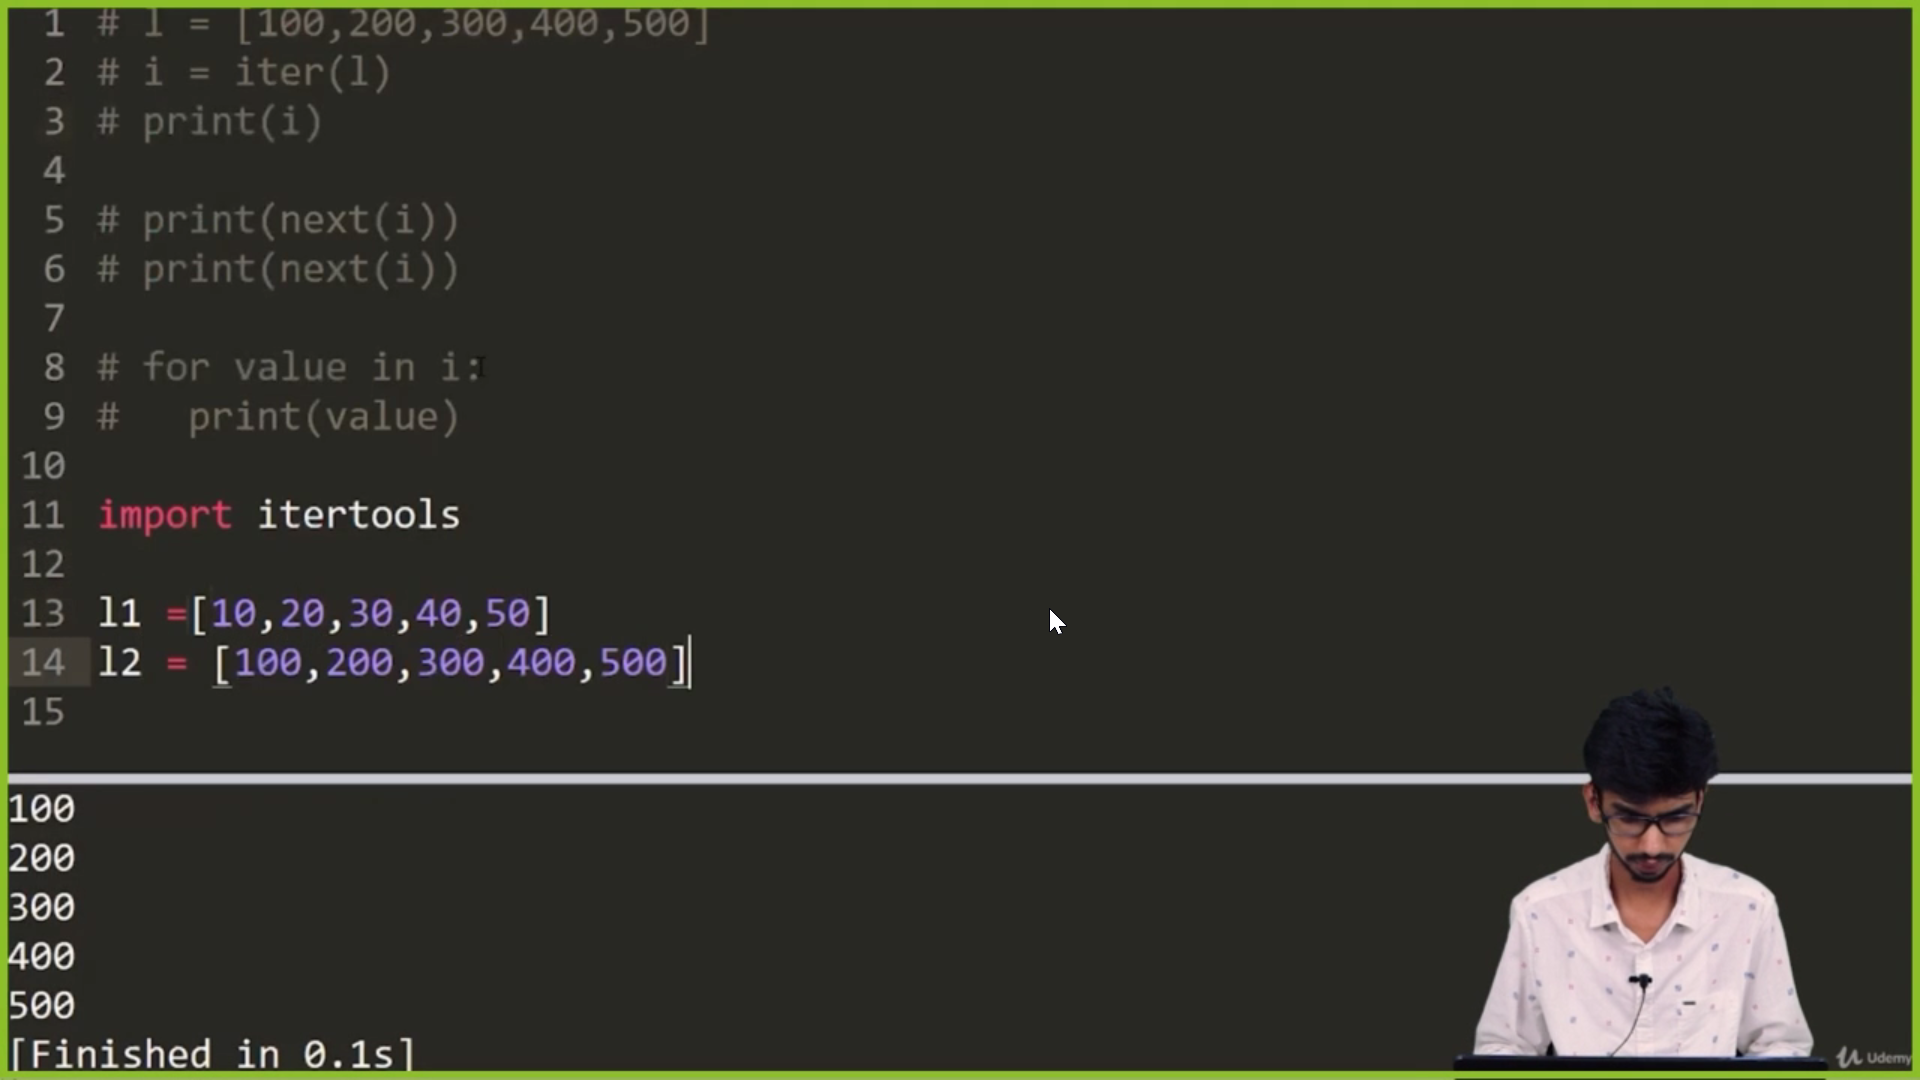 1 # l = [100,200,300,400,500]
2 # i = iter(l)
3 # print(i)
4
5 # print(next(i))
6 # print(next(i))
7
8 # for value in i:
9 #   print(value)
10
11 import itertools
12
13 l1 =[10,20,30,40,50]
14 l2 = [100,200,300,400,500]
15
100
200
300
400
500
[Finished in 0.1s]
Udemy